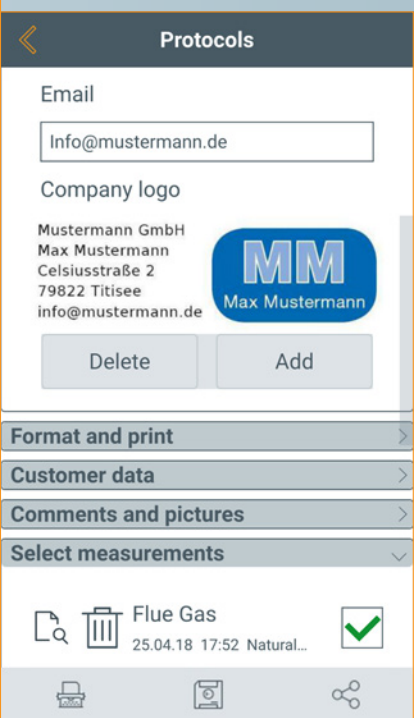 Protocols
Email
Info@mustermann.de
Company logo
Mustermann GmbH
Max Mustermann
Celsiusstraße 2
79822 Titisee
info@mustermann.de
MM
Max Mustermann
Delete
Add
Format and print
Customer data
Comments and pictures
Select measurements
Flue Gas
25.04.18 17:52 Natural...